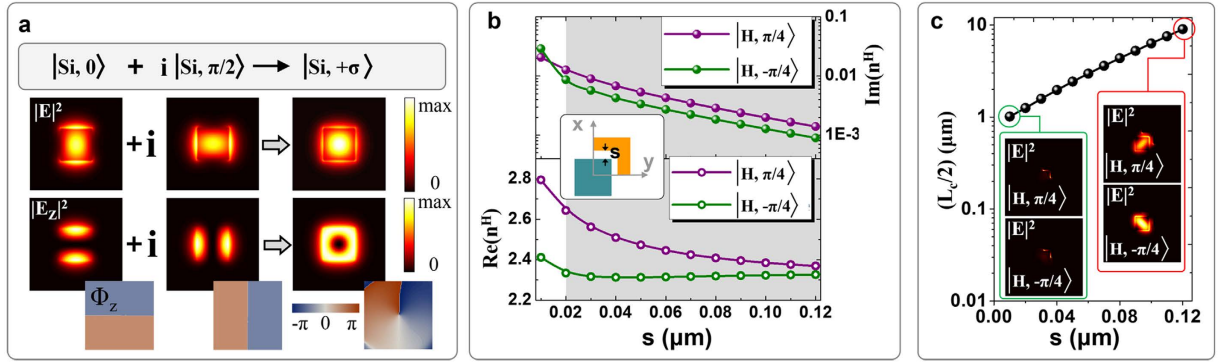 a
|Si, 0⟩ + i |Si, π/2⟩ → |Si, +σ⟩
|E|²
+ i
max
0
|E_Z|²
+ i
max
0
Φ_z
-π 0 π
b
|H, π/4⟩
|H, -π/4⟩
0.1
0.01
1E-3
Im(n^H)
x
s
y
|H, π/4⟩
|H, -π/4⟩
2.8
2.6
2.4
2.2
Re(n^H)
0.00 0.02 0.04 0.06 0.08 0.10 0.12
s (μm)
c
10
1
0.1
0.01
(L_c/2) (μm)
|E|²
|H, π/4⟩
|E|²
|H, -π/4⟩
|E|²
|H, π/4⟩
|E|²
|H, -π/4⟩
0.00 0.04 0.08 0.12
s (μm)